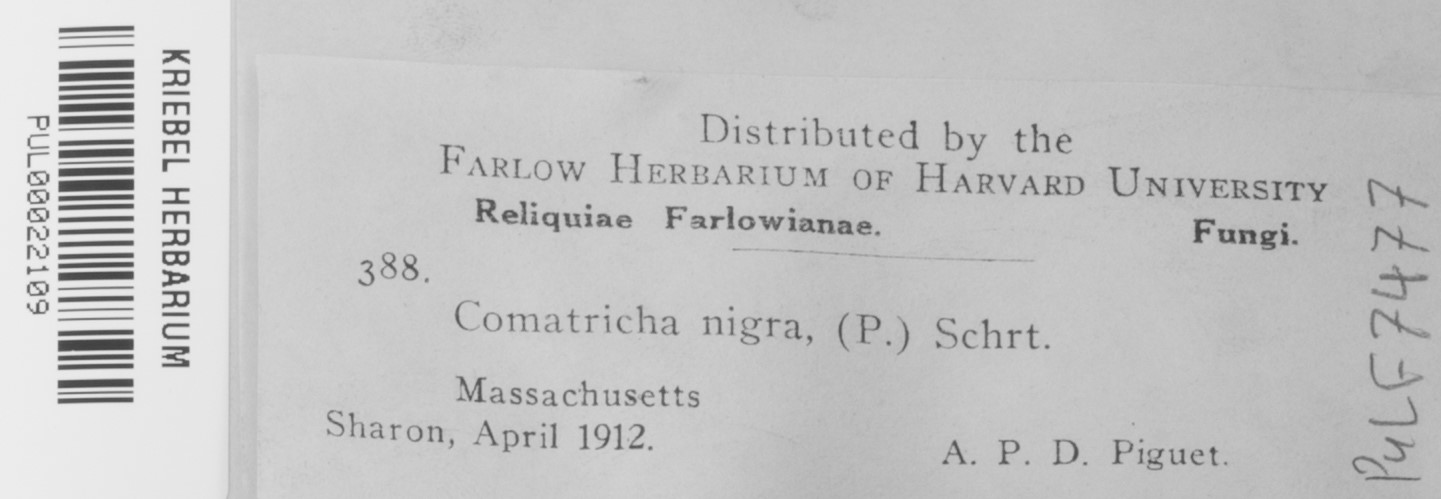 KRIEBEL HERBARIUM
PUL00022109
Distributed by the
FARLOW HERBARIUM OF HARVARD UNIVERSITY
Reliquiae Farlowianae. Fungi.
388.
Comatricha nigra, (P.) Schrt.
Massachusetts
Sharon, April 1912.
A. P. D. Piguet.
PuLF7477